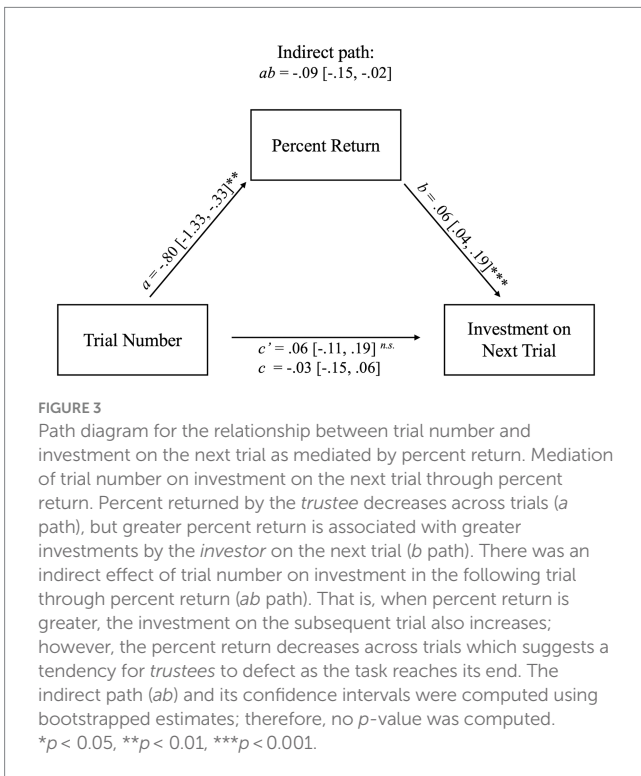 Indirect path:
ab = -.09 [-.15, -.02]
Percent Return
a = -.80 [-1.33, -.33]**
b = .06 [.04, .19]***
Trial Number
c' = .06 [-.11, .19] n.s.
c = -.03 [-.15, .06]
Investment on
Next Trial
FIGURE 3
Path diagram for the relationship between trial number and
investment on the next trial as mediated by percent return. Mediation
of trial number on investment on the next trial through percent
return. Percent returned by the trustee decreases across trials (a
path), but greater percent return is associated with greater
investments by the investor on the next trial (b path). There was an
indirect effect of trial number on investment in the following trial
through percent return (ab path). That is, when percent return is
greater, the investment on the subsequent trial also increases;
however, the percent return decreases across trials which suggests a
tendency for trustees to defect as the task reaches its end. The
indirect path (ab) and its confidence intervals were computed using
bootstrapped estimates; therefore, no p-value was computed.
*p < 0.05, **p < 0.01, ***p < 0.001.